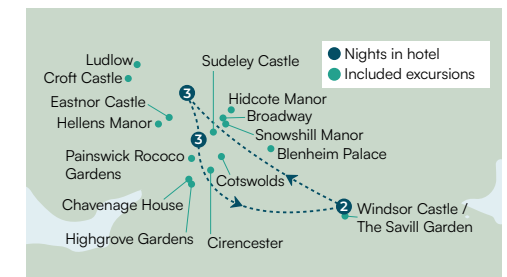 Ludlow
Croft Castle
Sudeley Castle
Nights in hotel
Included excursions
3
Eastnor Castle
Hellens Manor
Hidcote Manor
Broadway
Snowshill Manor
3
Blenheim Palace
Painswick Rococo
Gardens
Cotswolds
Chavenage House
2
Windsor Castle /
The Savill Garden
Highgrove Gardens
Cirencester